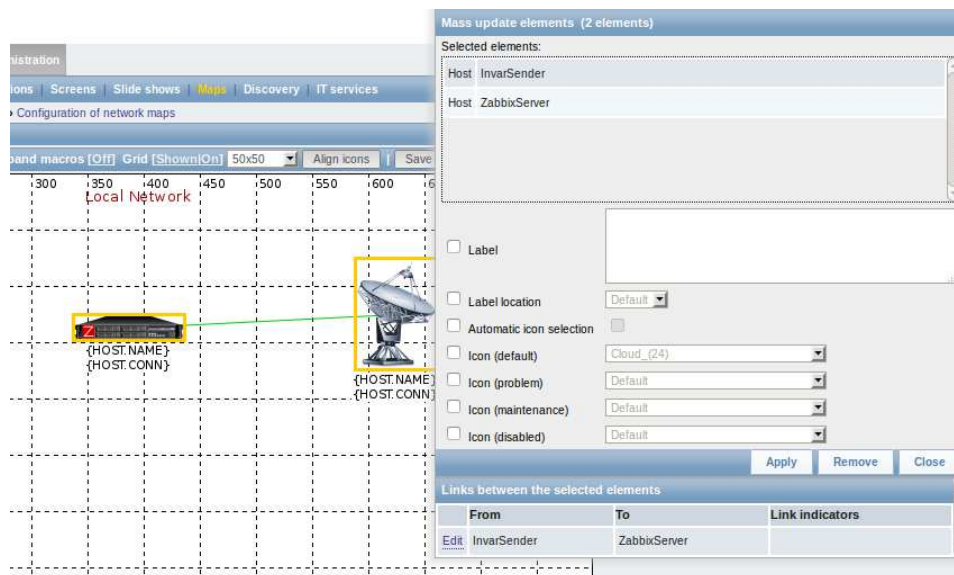 Mass update elements (2 elements)
Selected elements:
Host InvarSender
Host ZabbixServer
Screens | Slide shows | Maps | Discovery | IT services
Configuration of network maps
macros [Off] Grid [Shown|On] 50x50 Align icons | Save
300 350 400 450 500 550 600
Local Network
{HOST.NAME}
{HOST.CONN}
{HOST.NAME}
{HOST.CONN}
Label
Label location Default
Automatic icon selection
Icon (default) Cloud_(24)
Icon (problem) Default
Icon (maintenance) Default
Icon (disabled) Default
Apply Remove Close
Links between the selected elements
From To Link indicators
Edit InvarSender ZabbixServer